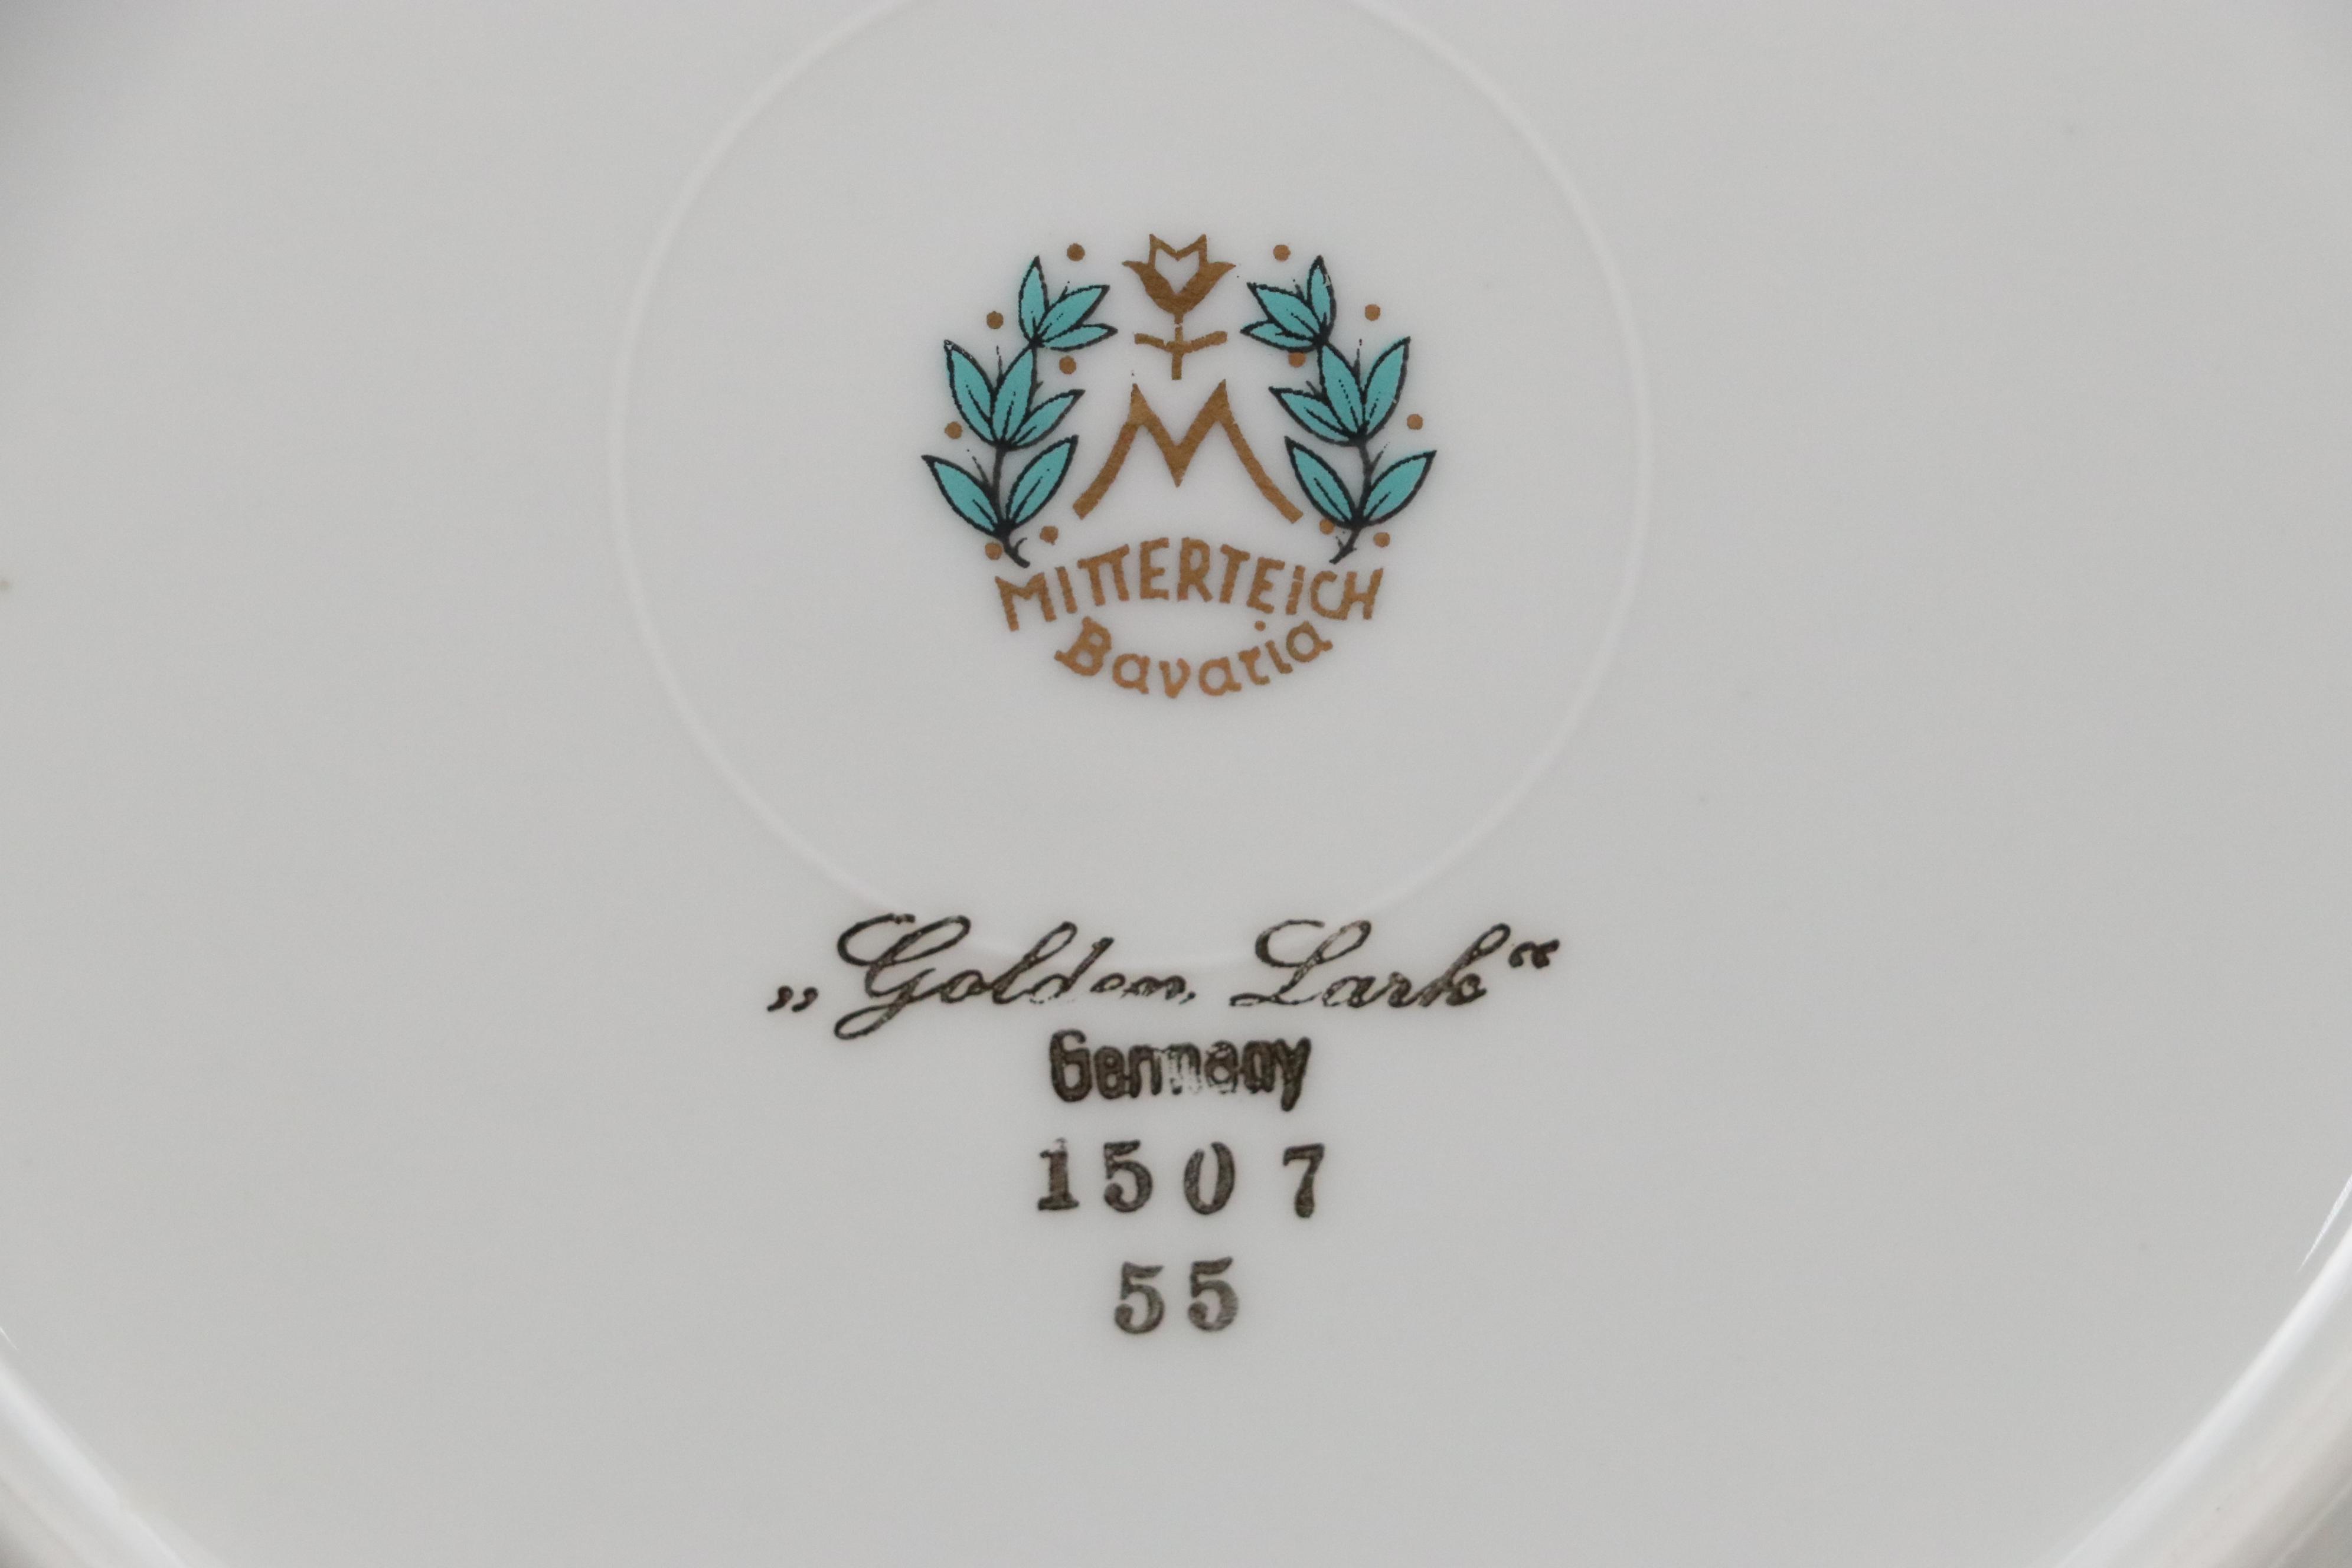 M
MITTERTEICH
Bavaria
„Golden Lark“
Germany
1507
55